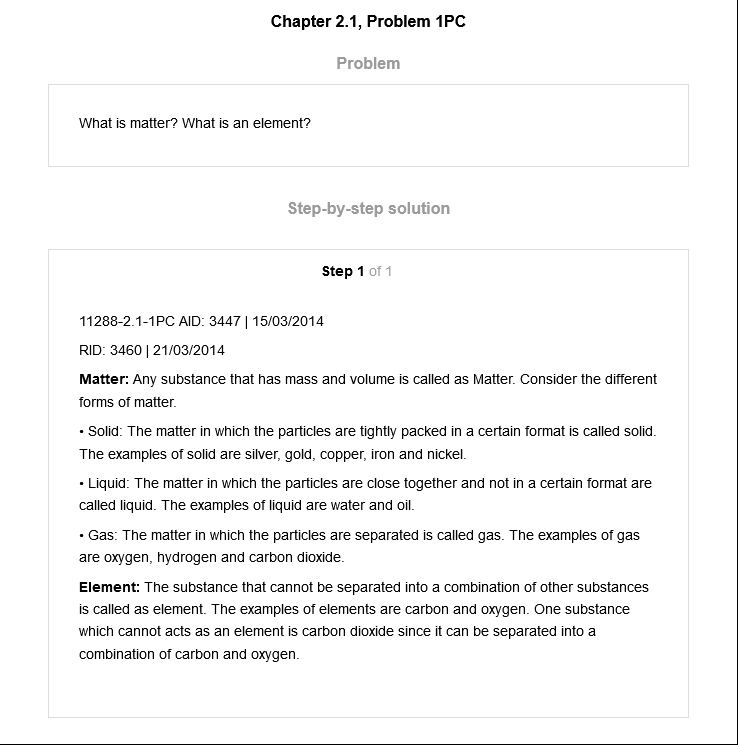 Chapter 2.1, Problem 1PC
Problem
What is matter? What is an element?
Step-by-step solution
Step 1 of 1
11288-2.1-1PC AID: 3447 | 15/03/2014
RID: 3460 | 21/03/2014
Matter: Any substance that has mass and volume is called as Matter. Consider the different
forms of matter.
• Solid: The matter in which the particles are tightly packed in a certain format is called solid.
The examples of solid are silver, gold, copper, iron and nickel.
• Liquid: The matter in which the particles are close together and not in a certain format are
called liquid. The examples of liquid are water and oil.
• Gas: The matter in which the particles are separated is called gas. The examples of gas
are oxygen, hydrogen and carbon dioxide.
Element: The substance that cannot be separated into a combination of other substances
is called as element. The examples of elements are carbon and oxygen. One substance
which cannot acts as an element is carbon dioxide since it can be separated into a
combination of carbon and oxygen.